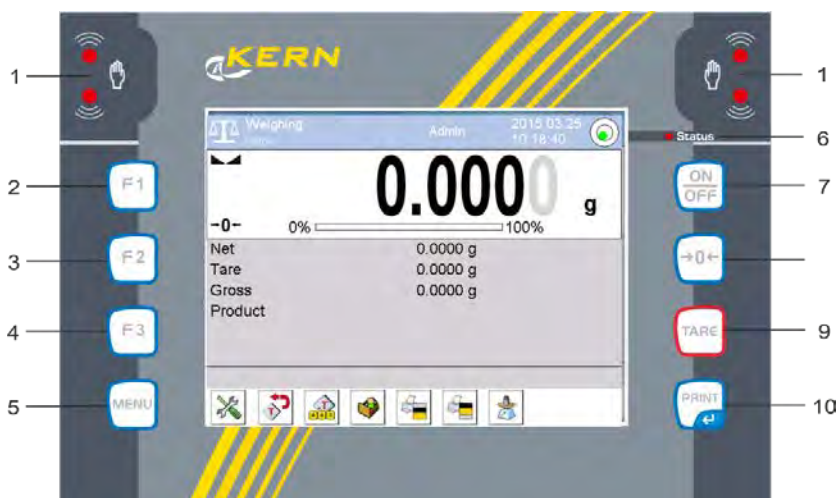 KERN
1
1
Weighing
Admin
2015.03.25
10:18:40
Status
6
2
F1
0.0000 g
ON
OFF
7
→0←
0%
100%
3
F2
Net 0.0000 g
→0←
Tare 0.0000 g
Gross 0.0000 g
4
F3
Product
TARE
9
5
MENU
T
T
PRINT
10